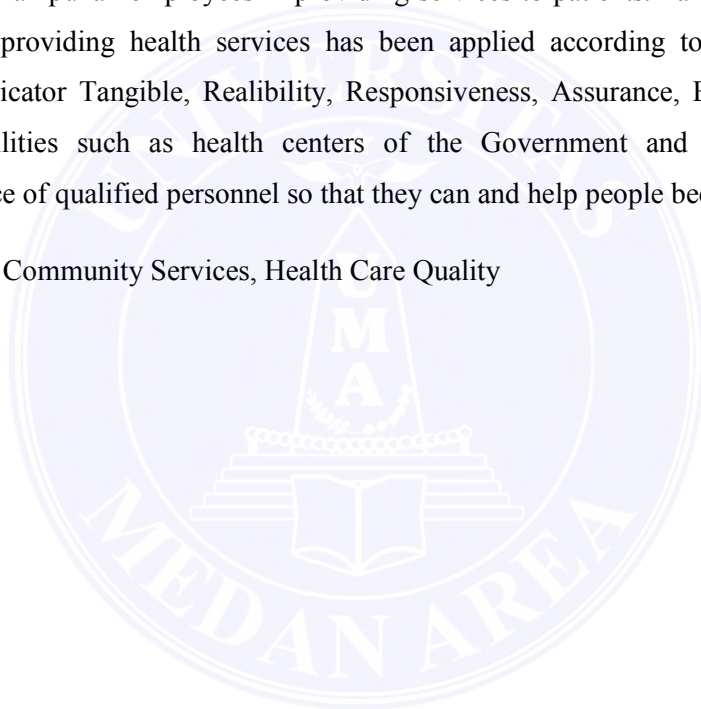 providing health services has been applied according to
icator Tangible, Realibility, Responsiveness, Assurance,
lities such as health centers of the Government and
ce of qualified personnel so that they can and help people
Community Services, Health Care Quality
UNIVERSITAS
UMA
MEDAN AREA